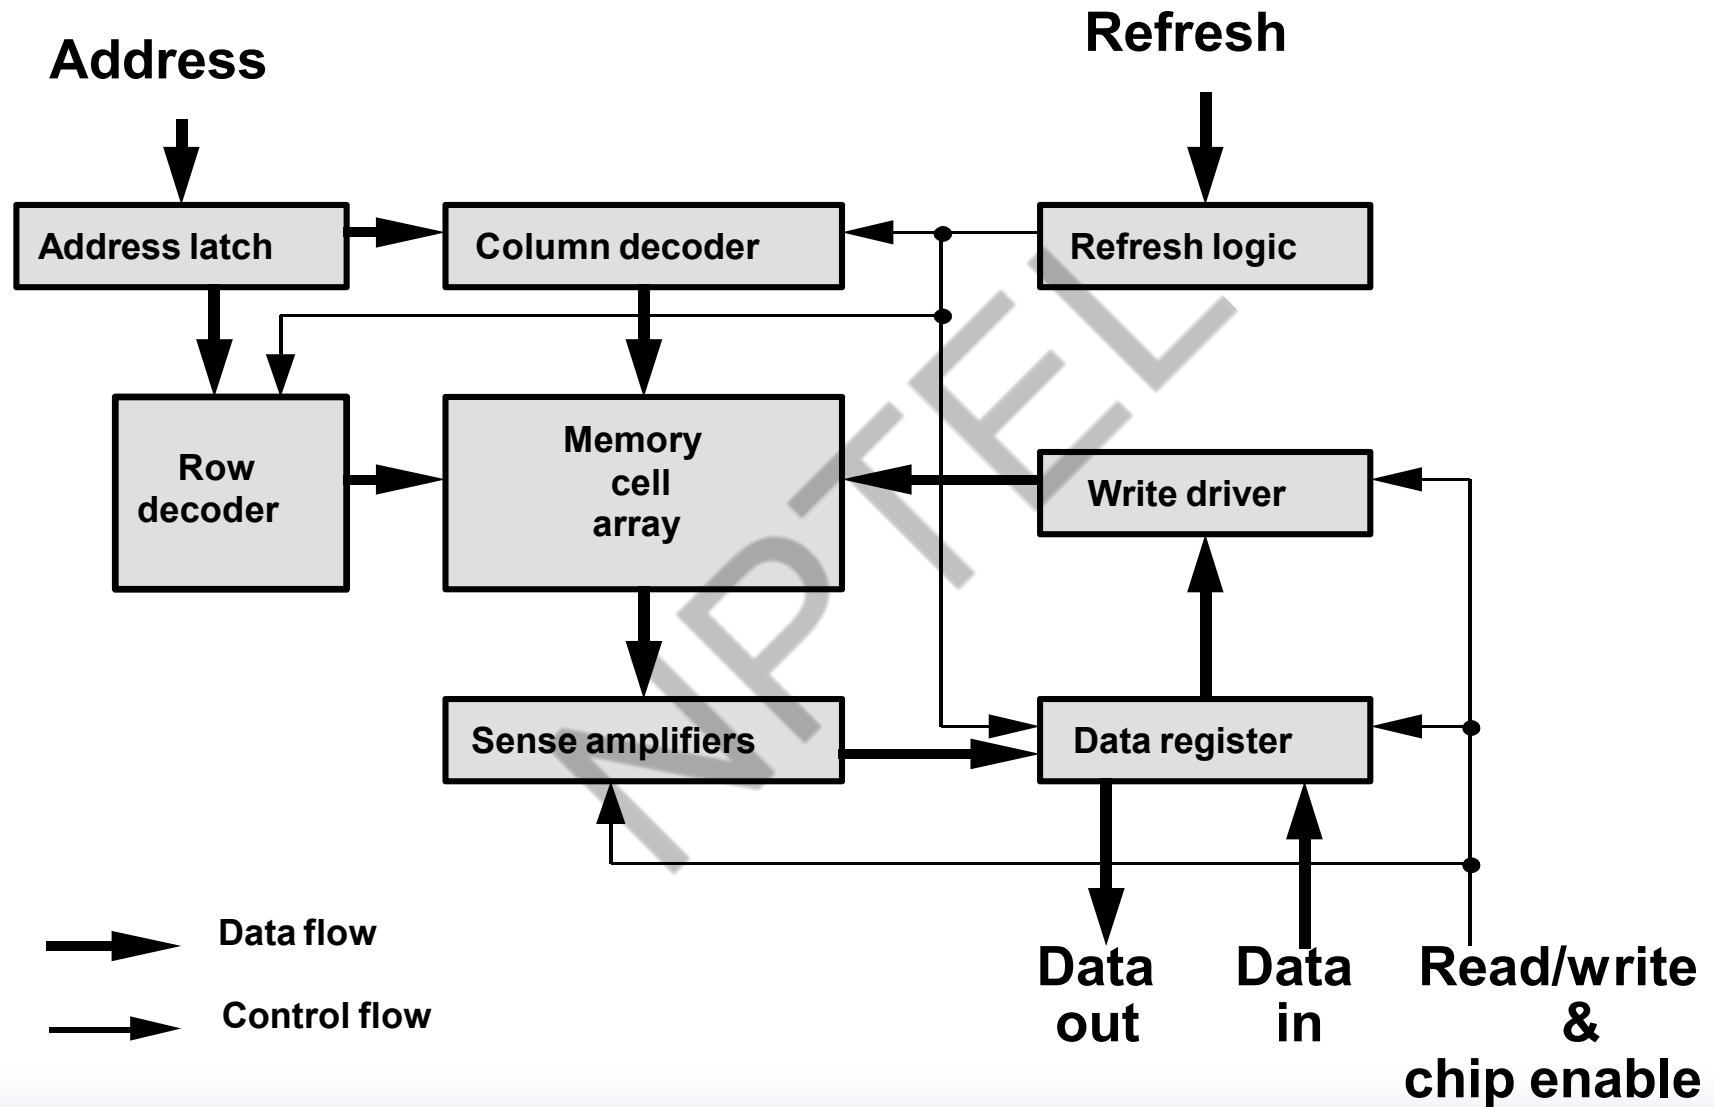 Address
Refresh
Address latch
Column decoder
Refresh logic
Row
decoder
Memory
cell
array
Write driver
Sense amplifiers
Data register
Data flow
Control flow
Data
out
Data
in
Read/write
&
chip enable
NPTEL